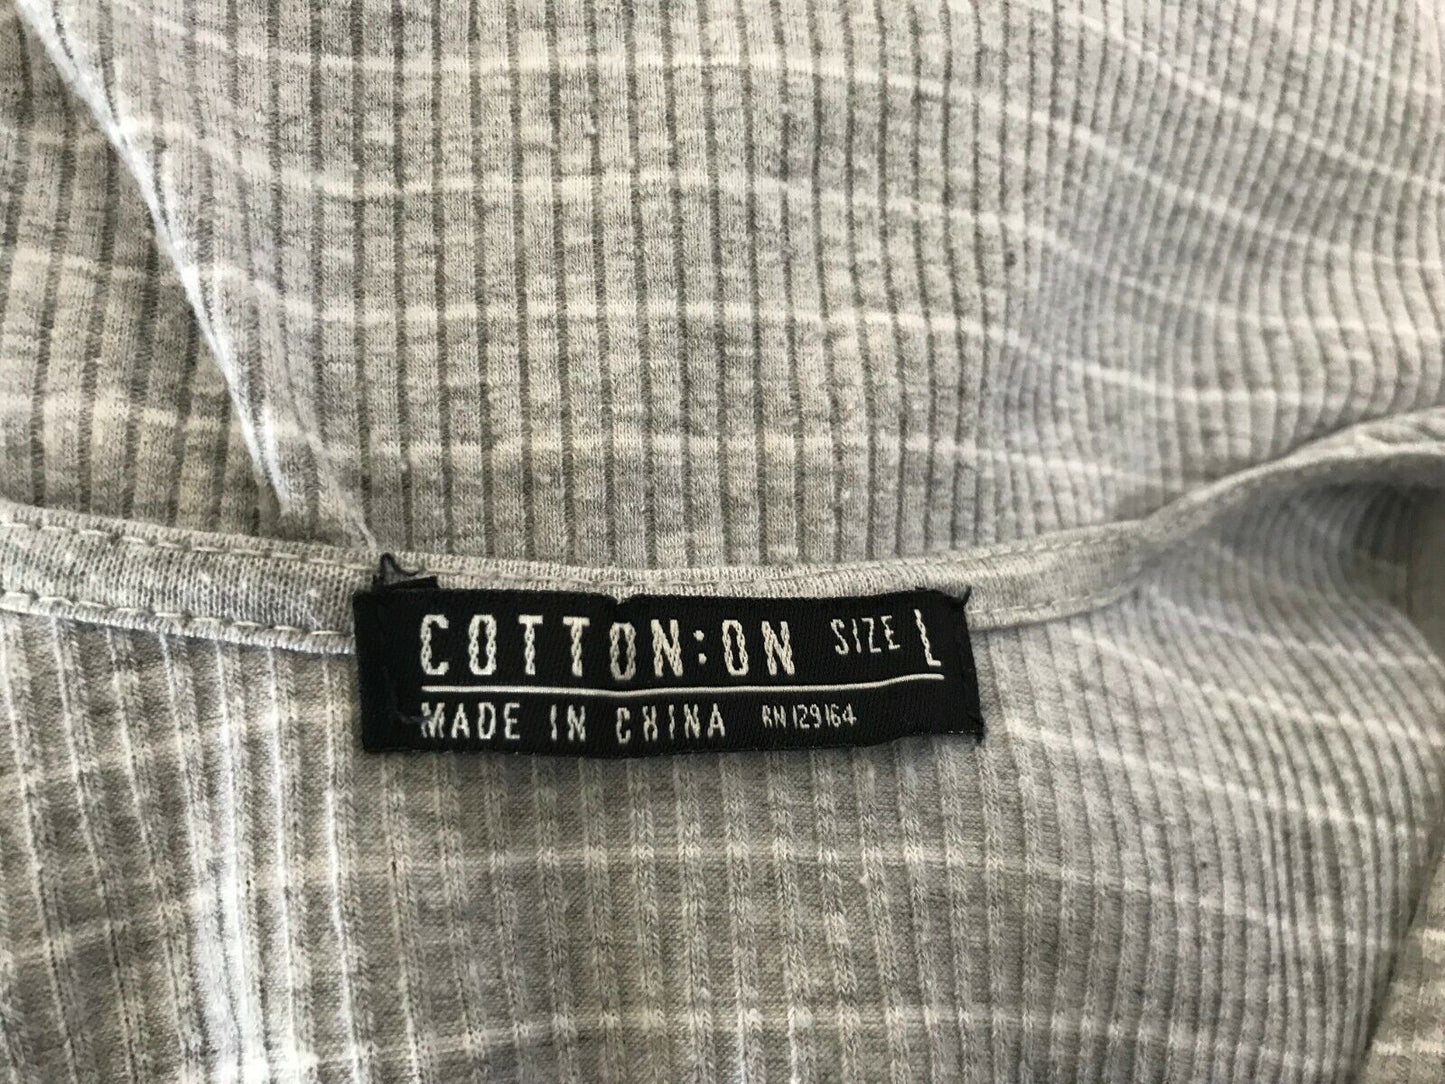 COTTON:ON SIZE L
MADE IN CHINA RN 129164